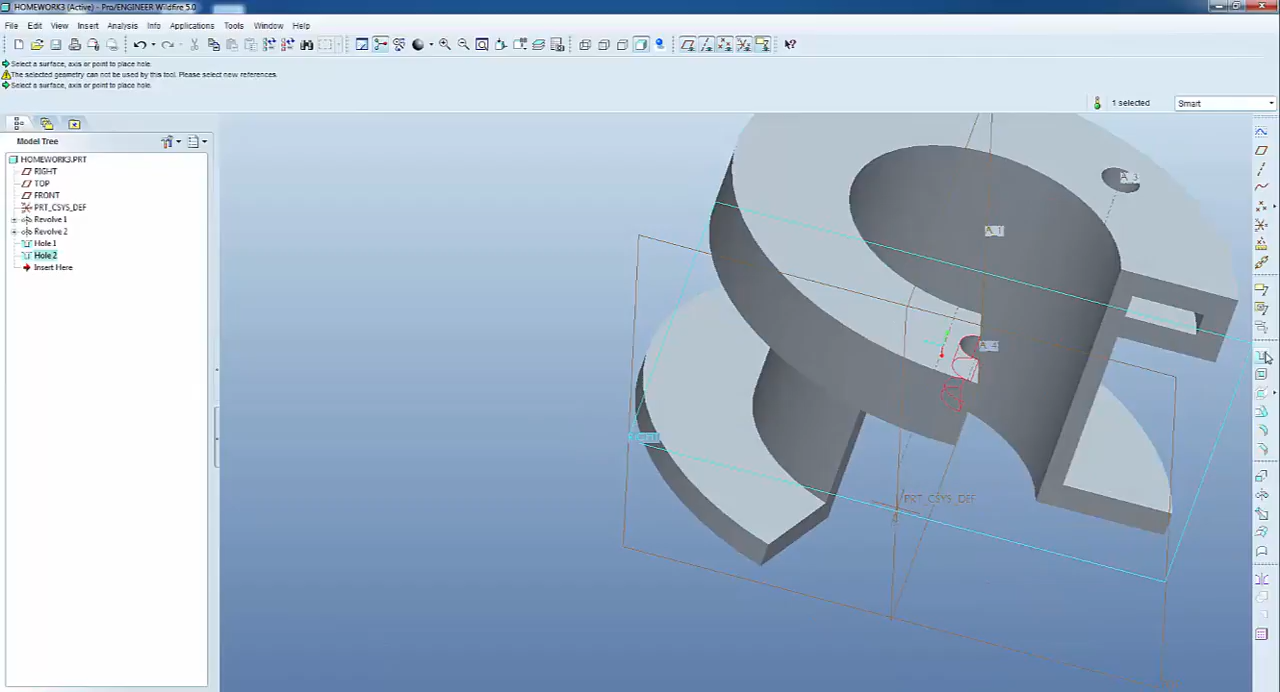 HOMEWORK3 (Active) - Pro/ENGINEER Wildfire 5.0
File Edit View Insert Analysis Info Applications Tools Window Help
Select a surface, axis or point to place hole.
The selected geometry can not be used by this tool. Please select new references.
Select a surface, axis or point to place hole.
1 selected Smart
Model Tree
HOMEWORK3.PRT
RIGHT
TOP
FRONT
PRT_CSYS_DEF
Revolve 1
Revolve 2
Hole 1
Hole 2
Insert Here
A_3
A_1
A_4
RIGHT
PRT_CSYS_DEF